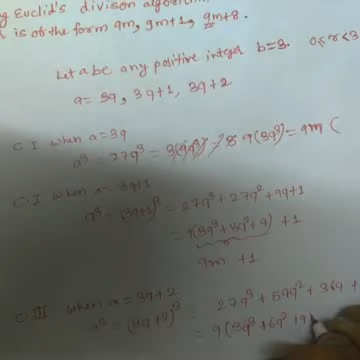 Euclid's divison algorithm
is of the form 9m, 9m+1, 9m+8.
Let a be any positive integer b=3. 0≤r<3
a=3q, 3q+1, 3q+2
C I when a=3q
a³ = 27q³ = 9(3q³) = 9m (
C.I when a = 3q+1
a³ = (3q+1)³ = 27q³+27q²+9q+1
= 9(3q³+3q²+q) +1
9m +1
C III when a = 3q+2
a³ = (3q+2)³ = 27q³+54q²+36q+
= 9(3q³+6q²+4